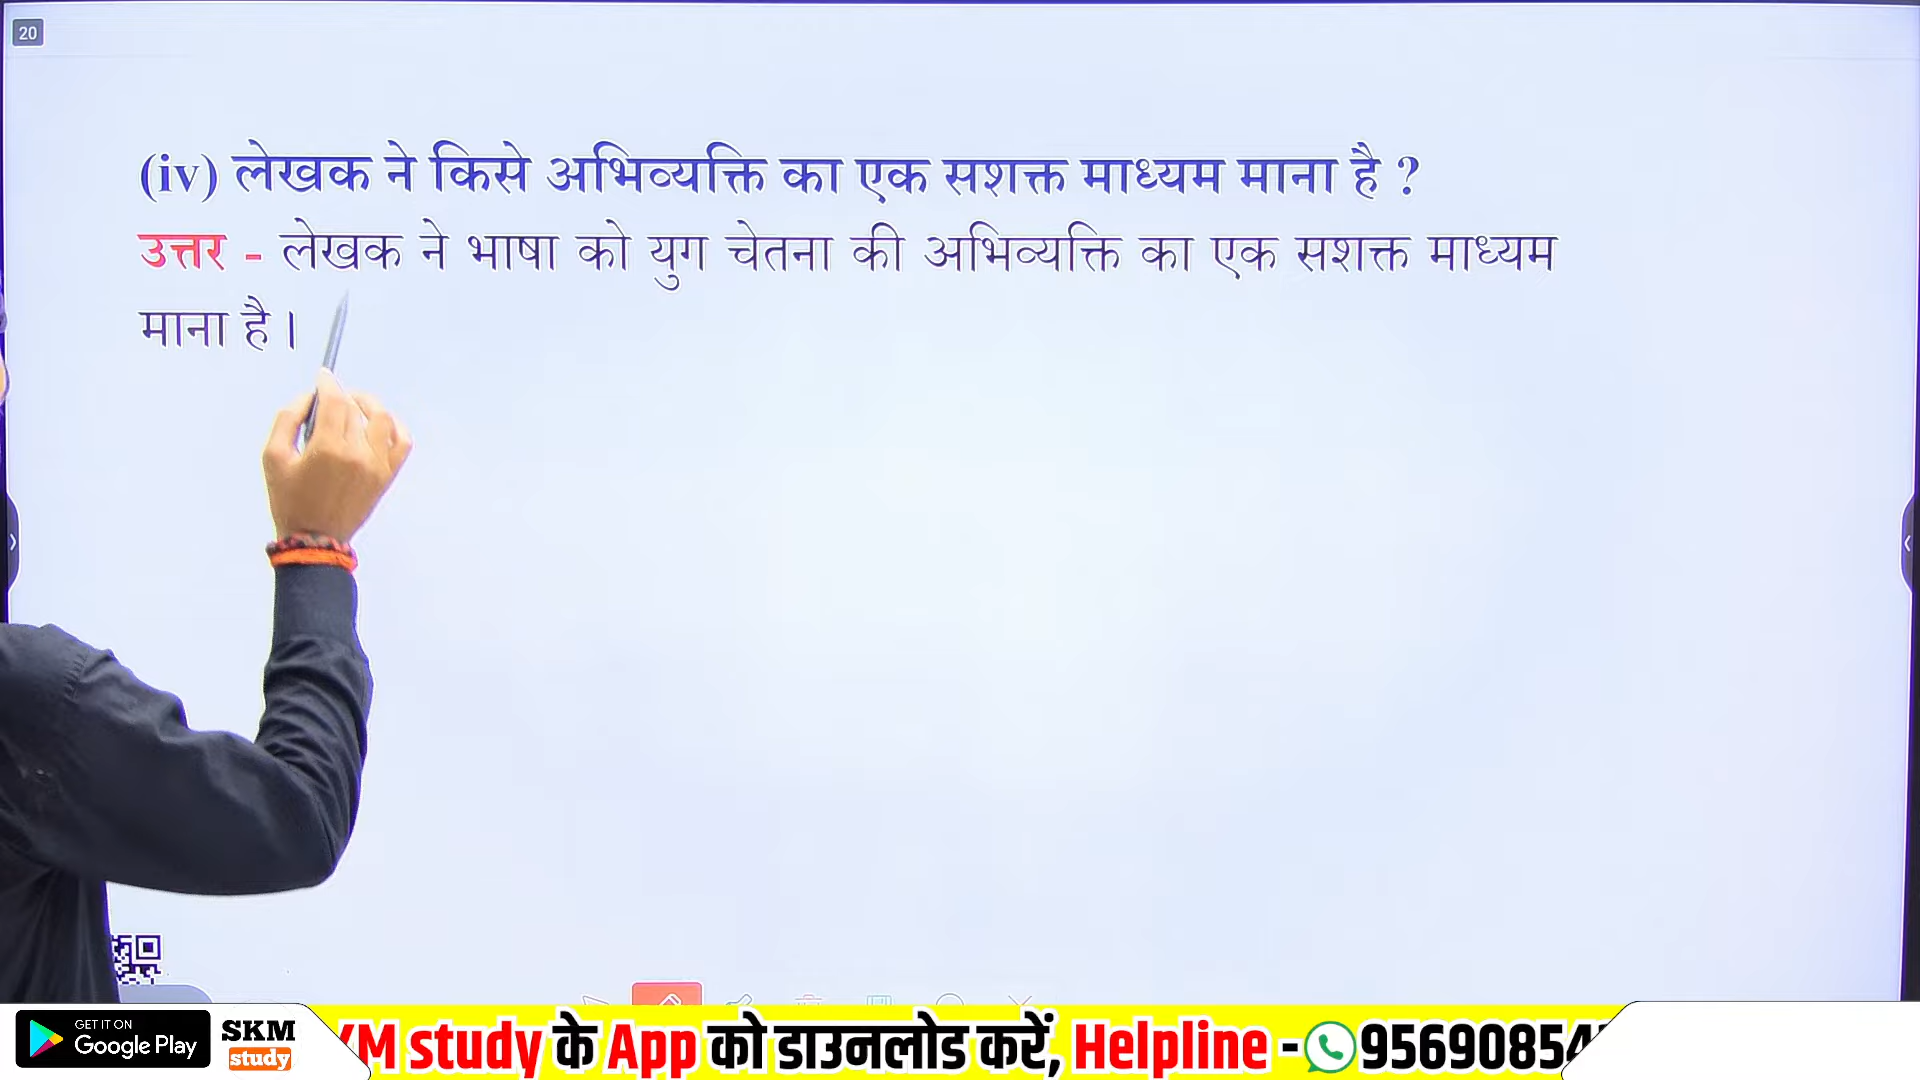 20
(iv) लेखक ने किसे अभिव्यक्ति का एक सशक्त माध्यम माना है ?
उत्तर - लेखक ने भाषा को युग चेतना की अभिव्यक्ति का एक सशक्त माध्यम
माना है ।
GET IT ON
Google Play
SKM
study
study के App को डाउनलोड करें, Helpline -